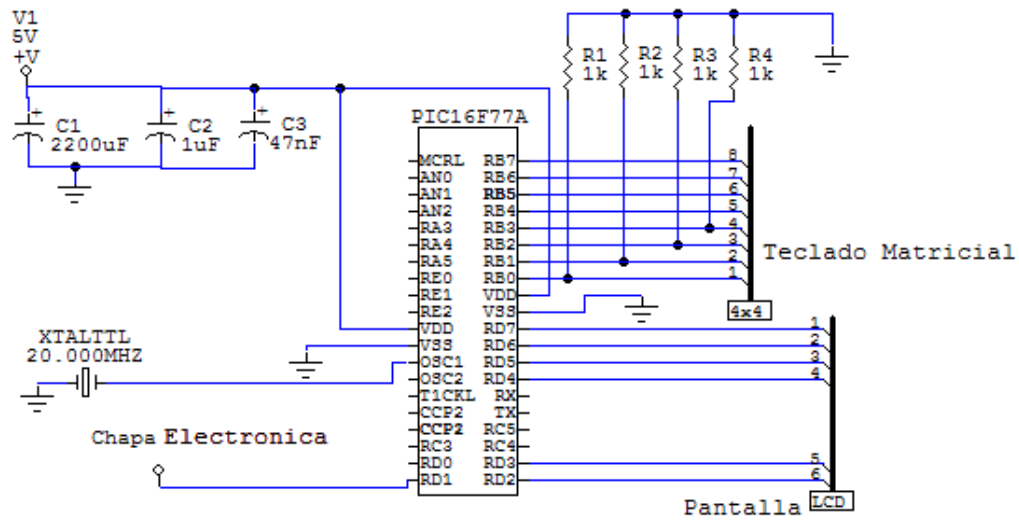 V1
5V
+V
C1
2200uF
C2
1uF
C3
47nF
R1
1k
R2
1k
R3
1k
R4
1k
PIC16F77A
MCRL RB7
AN0 RB6
AN1 RB5
AN2 RB4
RA3 RB3
RA4 RB2
RA5 RB1
RE0 RB0
RE1 VDD
RE2 VSS
VDD RD7
VSS RD6
OSC1 RD5
OSC2 RD4
T1CKL RX
CCP2 TX
CCP2 RC5
RC3 RC4
RD0 RD3
RD1 RD2
8
7
6
5
4
3
2
1
Teclado Matricial
4x4
XTALTTL
20.000MHZ
Chapa Electronica
1
2
3
4
5
6
Pantalla LCD